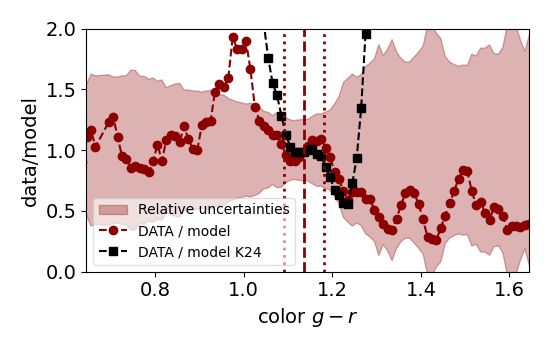 2.0
1.5
1.0
0.5
0.0
data/model
Relative uncertainties
DATA / model
DATA / model K24
0.8 1.0 1.2 1.4 1.6
color g − r